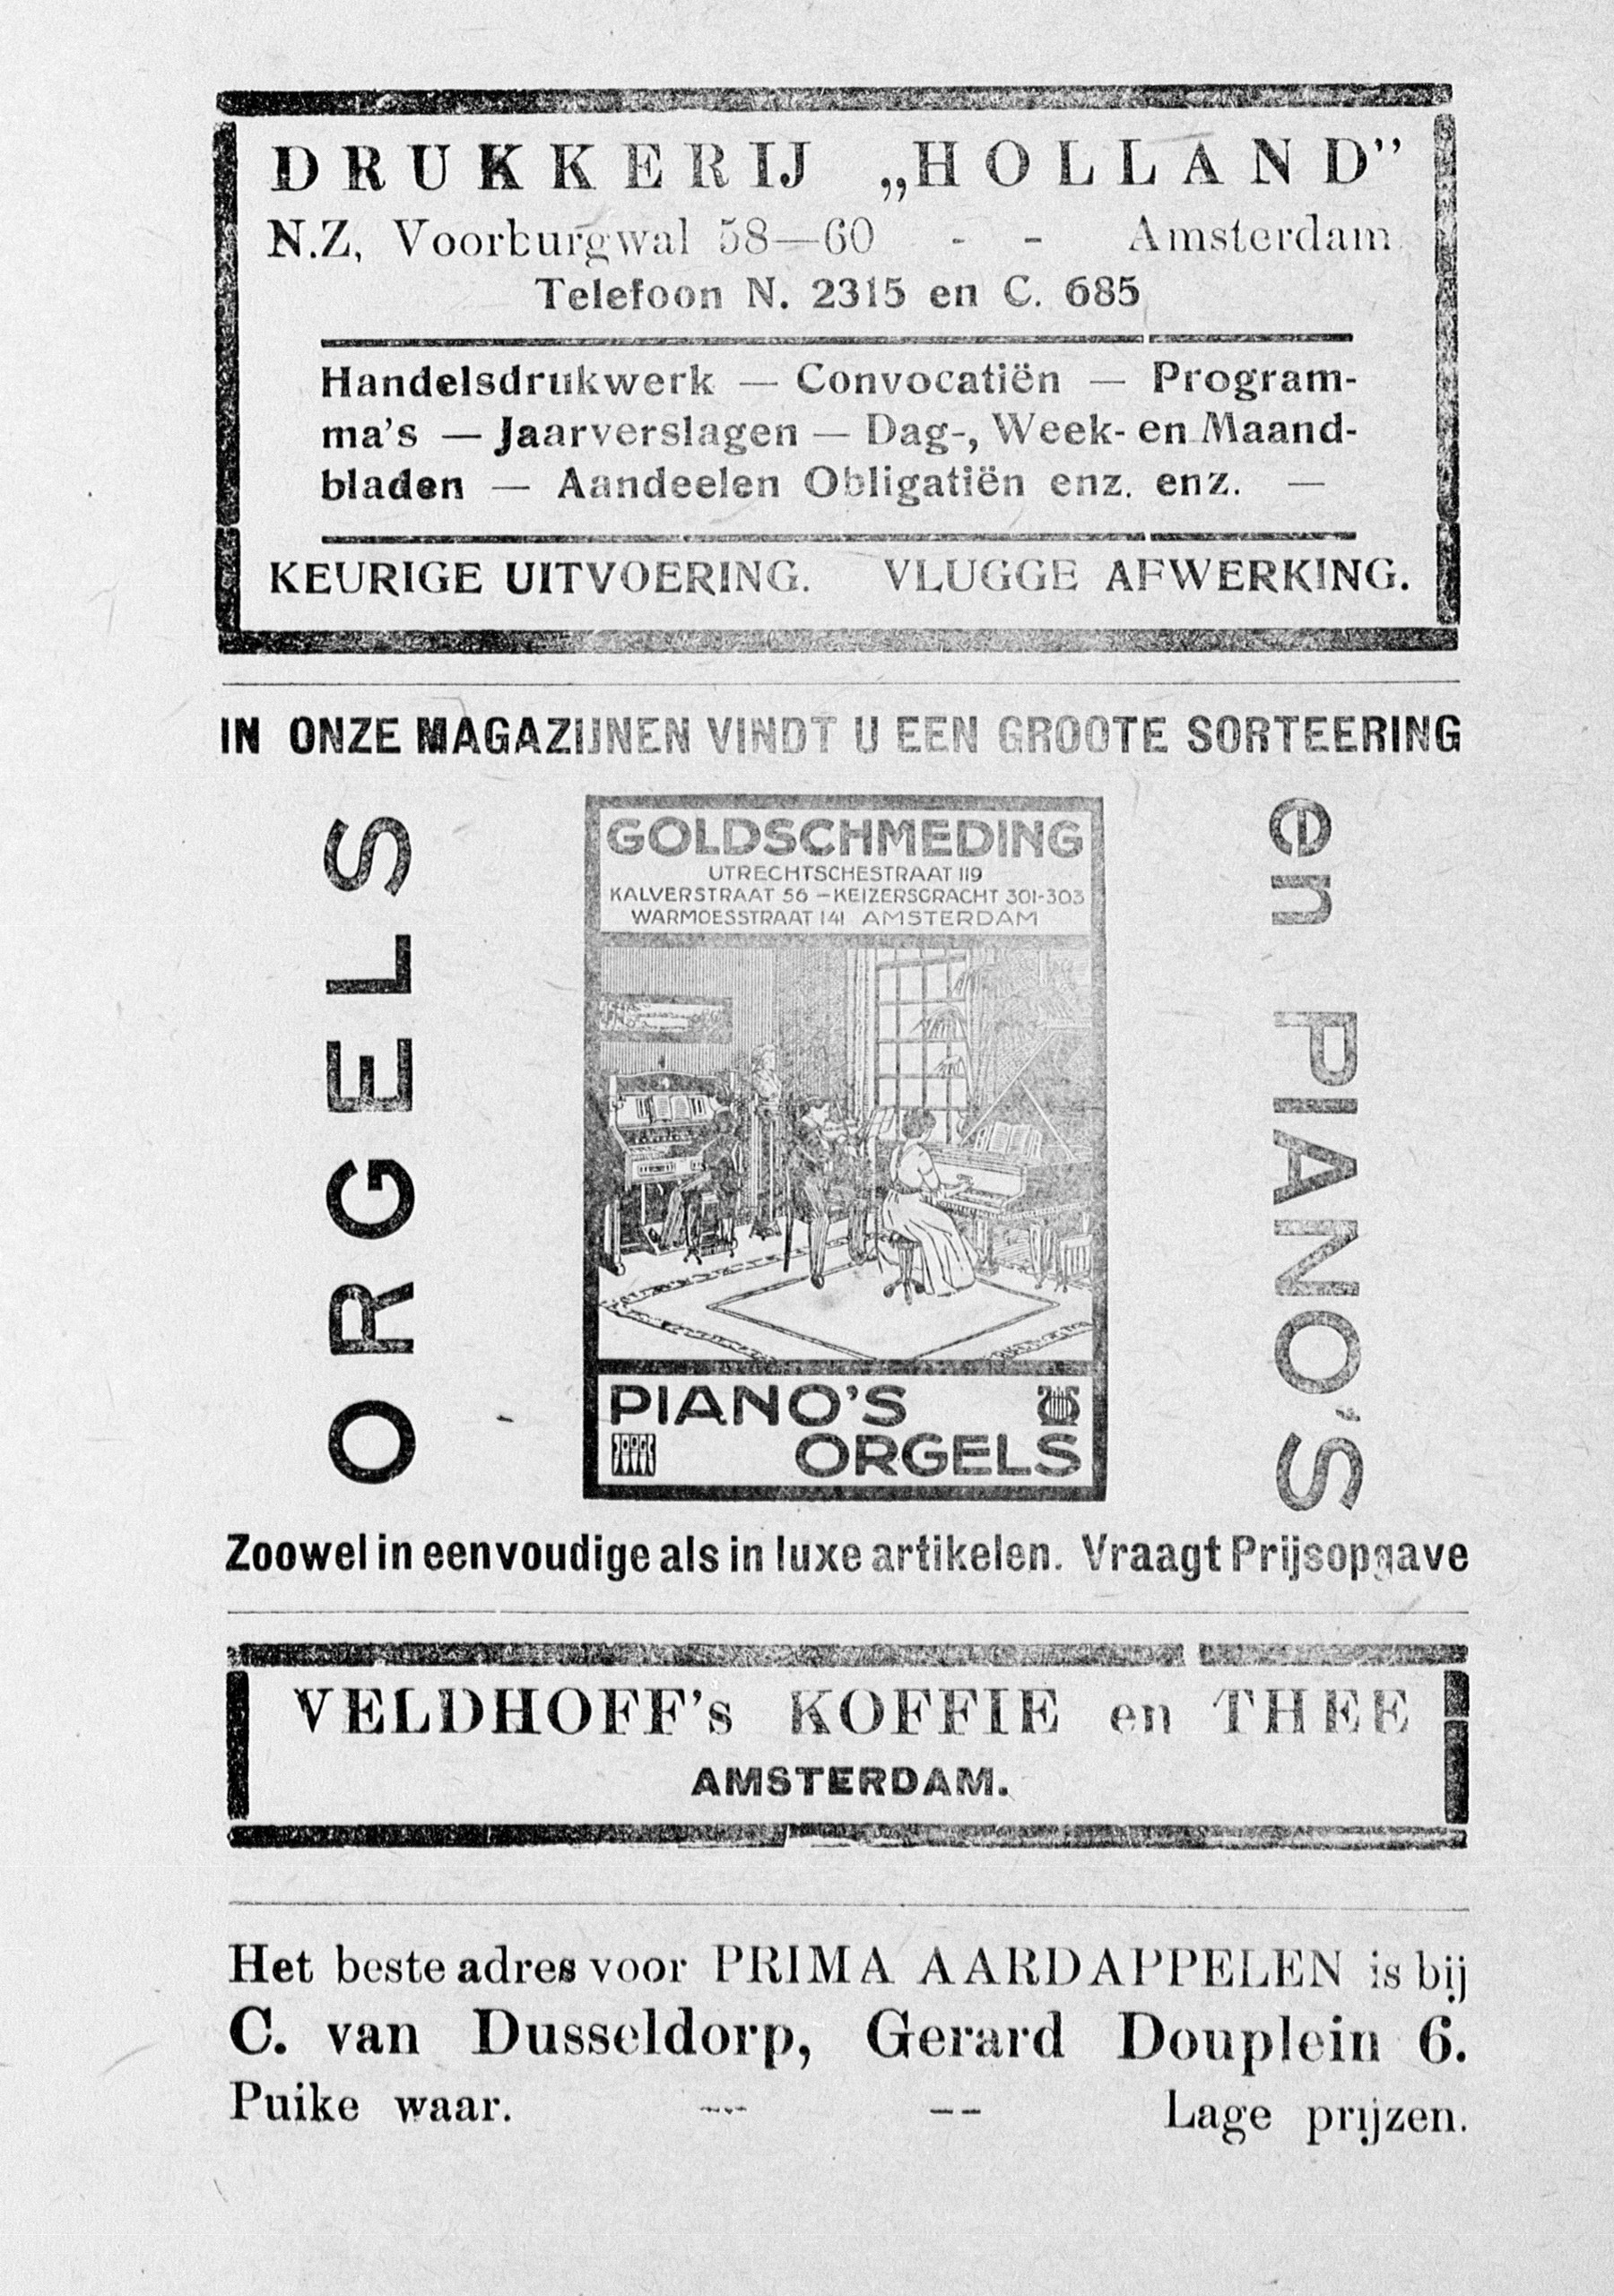 DRUKKERIJ „HOLLAND”
N.Z, Voorburgwal 58—60 - - Amsterdam
Telefoon N. 2315 en C. 685
Handelsdrukwerk — Convocatiën — Program-
ma's — Jaarverslagen — Dag-, Week- en Maand-
bladen — Aandeelen Obligatiën enz. enz. —
KEURIGE UITVOERING. VLUGGE AFWERKING.
IN ONZE MAGAZIJNEN VINDT U EEN GROOTE SORTEERING
ORGELS
GOLDSCHMEDING
UTRECHTSCHESTRAAT 119
KALVERSTRAAT 56 – KEIZERSGRACHT 301-303
WARMOESSTRAAT 141 AMSTERDAM
PIANO'S
ORGELS
en PIANO'S
Zoowel in eenvoudige als in luxe artikelen. Vraagt Prijsopgave
VELDHOFF's KOFFIE en THEE
AMSTERDAM.
Het beste adres voor PRIMA AARDAPPELEN is bij
C. van Dusseldorp, Gerard Douplein 6.
Puike waar. -- -- Lage prijzen.